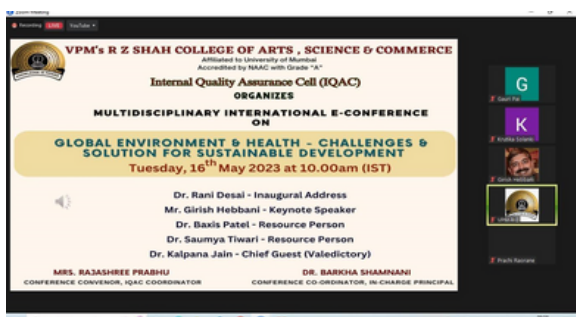 Zoom Meeting
Recording LIVE YouTube
VPM's R Z SHAH COLLEGE OF ARTS , SCIENCE & COMMERCE
Affiliated to University of Mumbai
Accredited by NAAC with Grade "A"
Internal Quality Assurance Cell (IQAC)
ORGANIZES
MULTIDISCIPLINARY INTERNATIONAL E-CONFERENCE
ON
GLOBAL ENVIRONMENT & HEALTH - CHALLENGES &
SOLUTION FOR SUSTAINABLE DEVELOPMENT
Tuesday, 16th May 2023 at 10.00am (IST)
Dr. Rani Desai - Inaugural Address
Mr. Girish Hebbani - Keynote Speaker
Dr. Baxis Patel - Resource Person
Dr. Saumya Tiwari - Resource Person
Dr. Kalpana Jain - Chief Guest (Valedictory)
MRS. RAJASHREE PRABHU
CONFERENCE CONVENOR, IQAC COORDINATOR
DR. BARKHA SHAMNANI
CONFERENCE CO-ORDINATOR, IN-CHARGE PRINCIPAL
G
Gauri Pai
K
Krutika Solanki
Girish Hebbani
Prachi Raorane